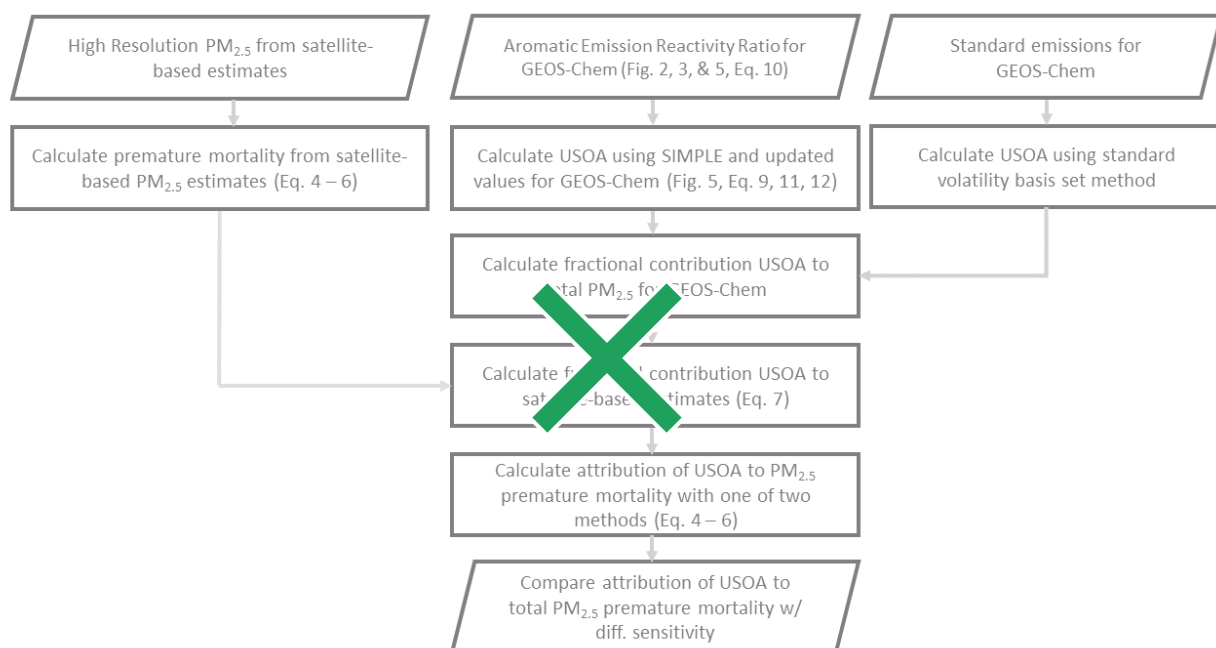 High Resolution PM2.5 from satellite-
based estimates
Aromatic Emission Reactivity Ratio for
GEOS-Chem (Fig. 2, 3, & 5, Eq. 10)
Standard emissions for
GEOS-Chem
Calculate premature mortality from satellite-
based PM2.5 estimates (Eq. 4 – 6)
Calculate USOA using SIMPLE and updated
values for GEOS-Chem (Fig. 5, Eq. 9, 11, 12)
Calculate USOA using standard
volatility basis set method
Calculate fractional contribution USOA to
PM2.5
Calculate contribution USOA to
estimates (Eq. 7)
Calculate attribution of USOA to PM2.5
premature mortality with one of two
methods (Eq. 4 – 6)
Compare attribution of USOA to
total PM2.5 premature mortality w/
diff. sensitivity